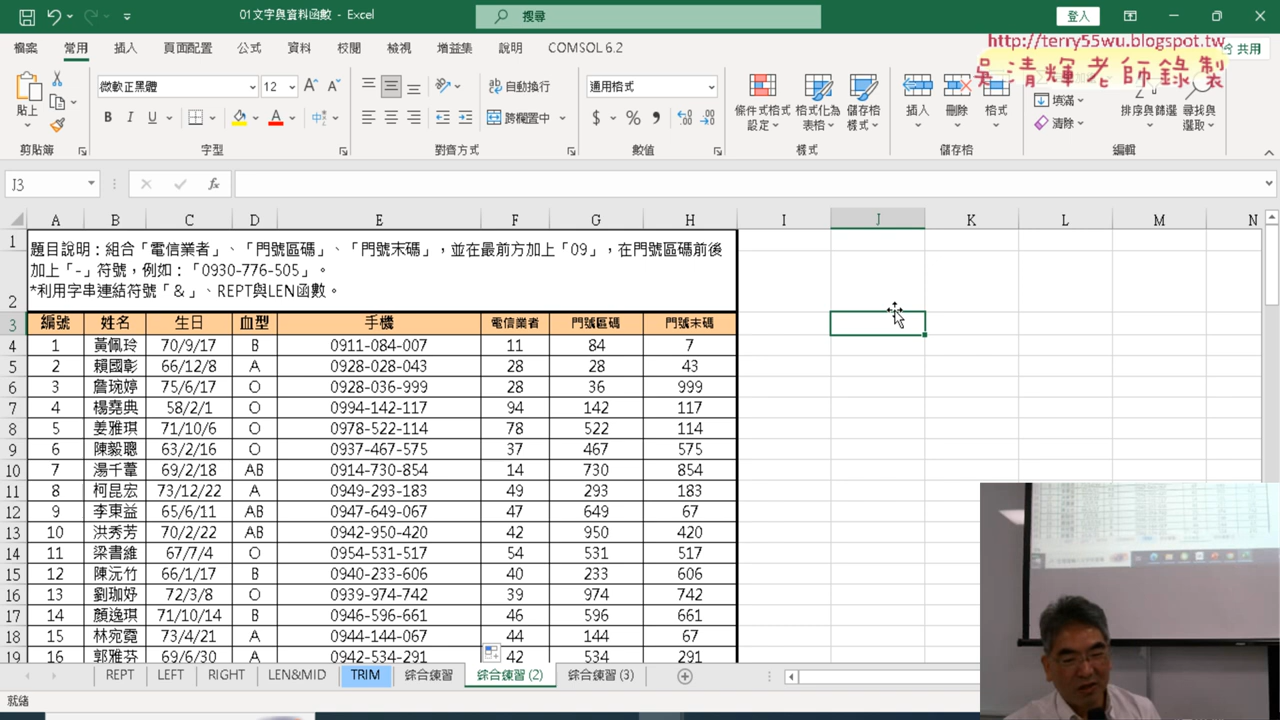 01文字與資料函數 - Excel
搜尋
登入
http://terry55wu.blogspot.tw
吳清輝老師錄製
檔案 常用 插入 頁面配置 公式 資料 校閱 檢視 增益集 說明 COMSOL 6.2 共用
貼上
微軟正黑體 12
B I U
自動換行
跨欄置中
通用格式
$ %
條件式格式設定
格式化為表格
儲存格樣式
插入 刪除 格式
填滿
清除
排序與篩選
尋找與選取
剪貼簿 字型 對齊方式 數值 樣式 儲存格 編輯
J3
fx
A B C D E F G H I J K L M N
1 題目說明:組合「電信業者」、「門號區碼」、「門號末碼」,並在最前方加上「09」,在門號區碼前後
加上「-」符號,例如:「0930-776-505」。
2 *利用字串連結符號「&」、REPT與LEN函數。
3 編號 姓名 生日 血型 手機 電信業者 門號區碼 門號末碼
4 1 黃佩玲 70/9/17 B 0911-084-007 11 84 7
5 2 賴國彰 66/12/8 A 0928-028-043 28 28 43
6 3 詹琬婷 75/6/17 O 0928-036-999 28 36 999
7 4 楊堯典 58/2/1 O 0994-142-117 94 142 117
8 5 姜雅琪 71/10/6 O 0978-522-114 78 522 114
9 6 陳毅聰 63/2/16 O 0937-467-575 37 467 575
10 7 湯千葦 69/2/18 AB 0914-730-854 14 730 854
11 8 柯昆宏 73/12/22 A 0949-293-183 49 293 183
12 9 李東益 65/6/11 AB 0947-649-067 47 649 67
13 10 洪秀芳 70/2/22 AB 0942-950-420 42 950 420
14 11 梁書維 67/7/4 O 0954-531-517 54 531 517
15 12 陳沅竹 66/1/17 B 0940-233-606 40 233 606
16 13 劉珈妤 72/3/8 O 0939-974-742 39 974 742
17 14 顏逸琪 71/10/14 B 0946-596-661 46 596 661
18 15 林宛霓 73/4/21 A 0944-144-067 44 144 67
19 16 郭雅芬 69/6/30 A 0942-534-291 42 534 291
REPT LEFT RIGHT LEN&MID TRIM 綜合練習 綜合練習 (2) 綜合練習 (3)
就緒